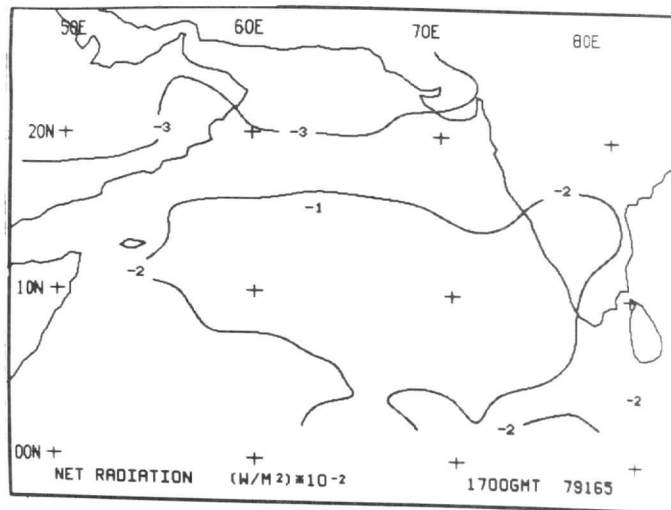 50E 60E 70E 80E
20N
-3 -3
-2
-1
-2
10N
-2
-2
00N
NET RADIATION (W/M²)*10⁻² 1700GMT 79165